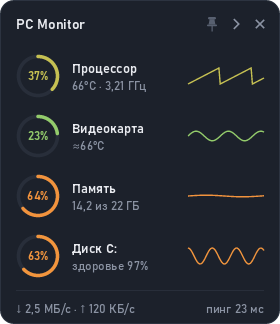 PC Monitor
37%
Процессор
66°C · 3,21 ГГц
23%
Видеокарта
≈66°C
64%
Память
14,2 из 22 ГБ
63%
Диск C:
здоровье 97%
↓ 2,5 МБ/с · ↑ 120 КБ/с
пинг 23 мс